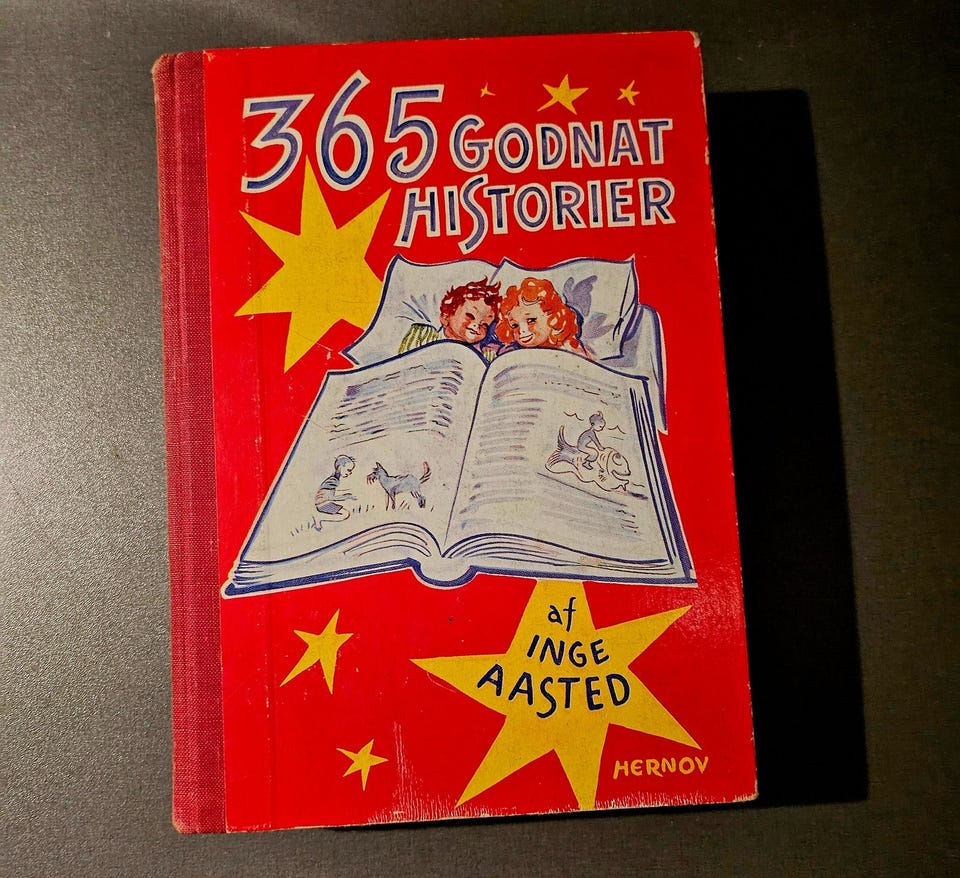 365 GODNAT
HISTORIER
af
INGE
AASTED
HERNOV